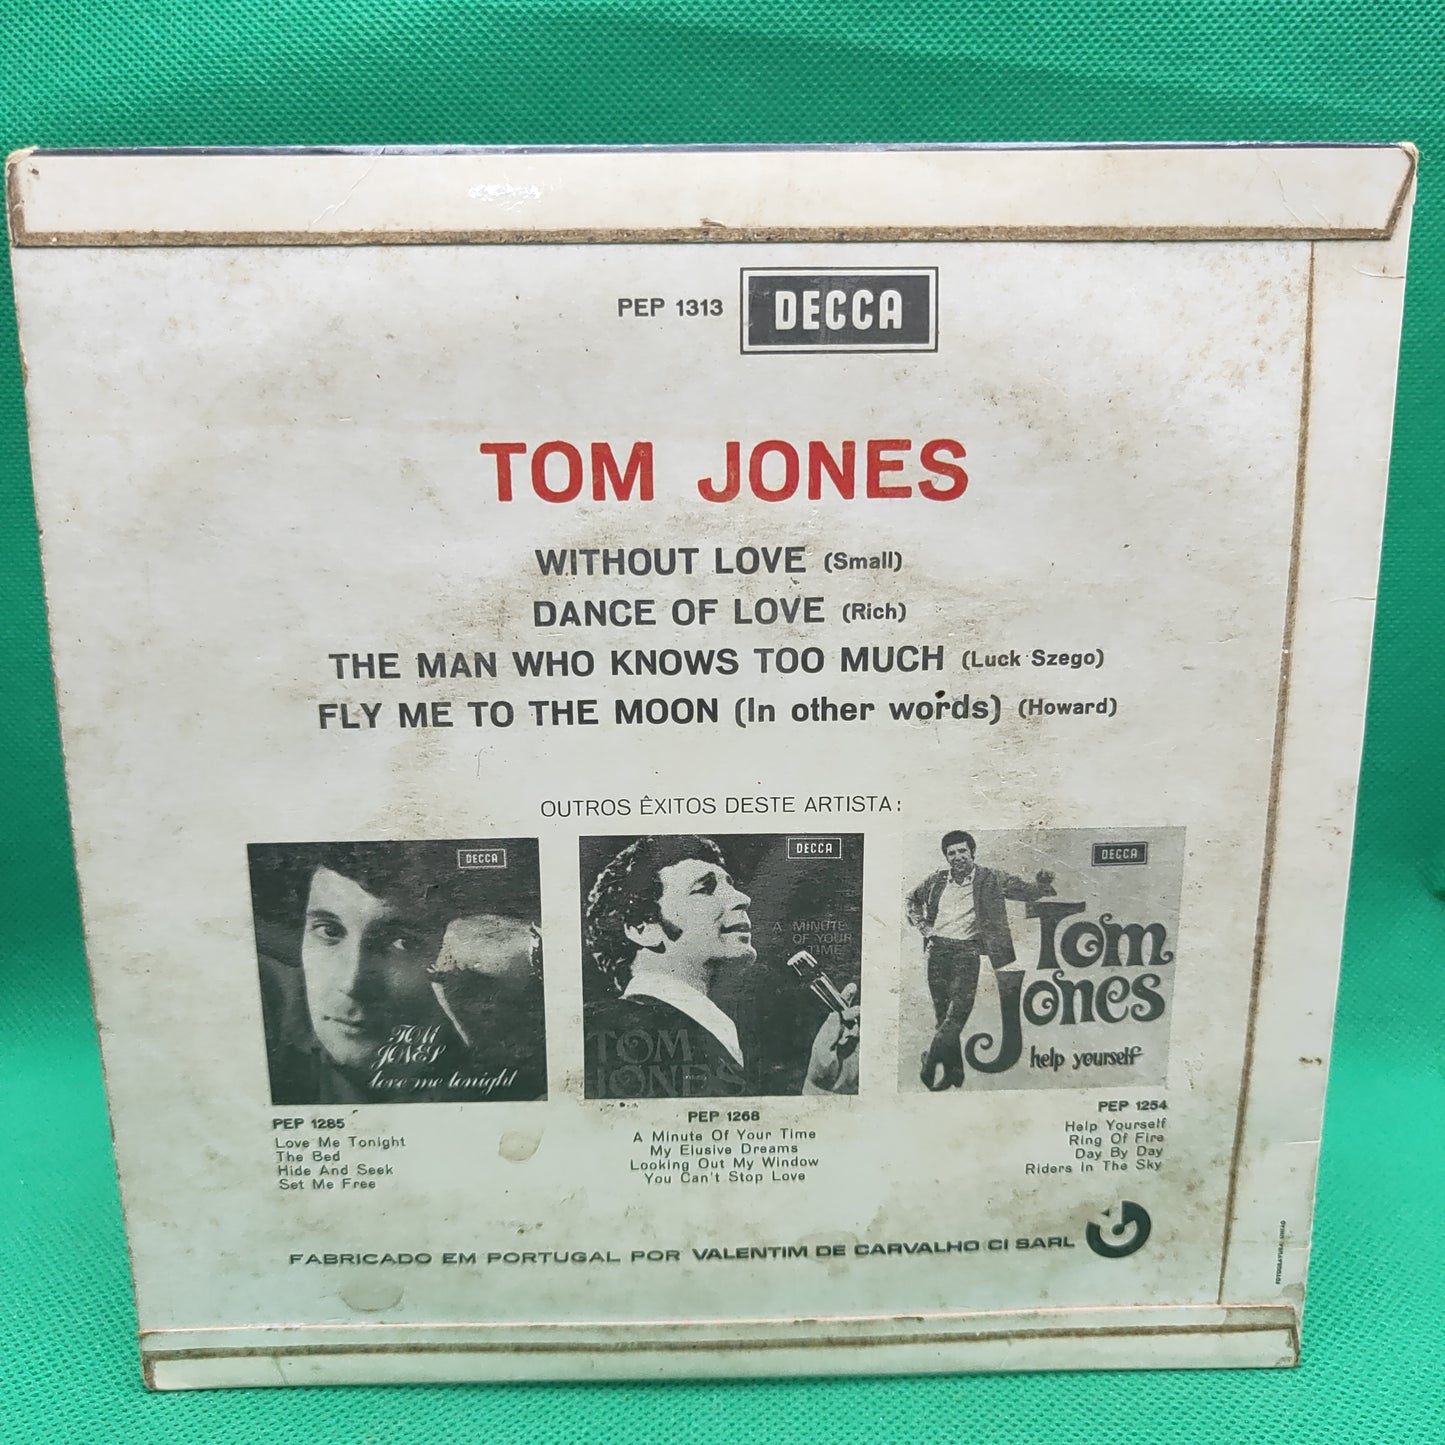 PEP 1313 DECCA
TOM JONES
WITHOUT LOVE (Small)
DANCE OF LOVE (Rich)
THE MAN WHO KNOWS TOO MUCH (Luck Szego)
FLY ME TO THE MOON (In other words) (Howard)
OUTROS ÊXITOS DESTE ARTISTA:
DECCA
TOM
JONES
love me tonight
PEP 1285
Love Me Tonight
The Bed
Hide And Seek
Set Me Free
DECCA
A MINUTE
OF YOUR
TIME
TOM
JONES
PEP 1268
A Minute Of Your Time
My Elusive Dreams
Looking Out My Window
You Can't Stop Love
DECCA
Tom
Jones
help yourself
PEP 1254
Help Yourself
Ring Of Fire
Day By Day
Riders In The Sky
FABRICADO EM PORTUGAL POR VALENTIM DE CARVALHO CI SARL
FOTOGRAVURA SIMÃO